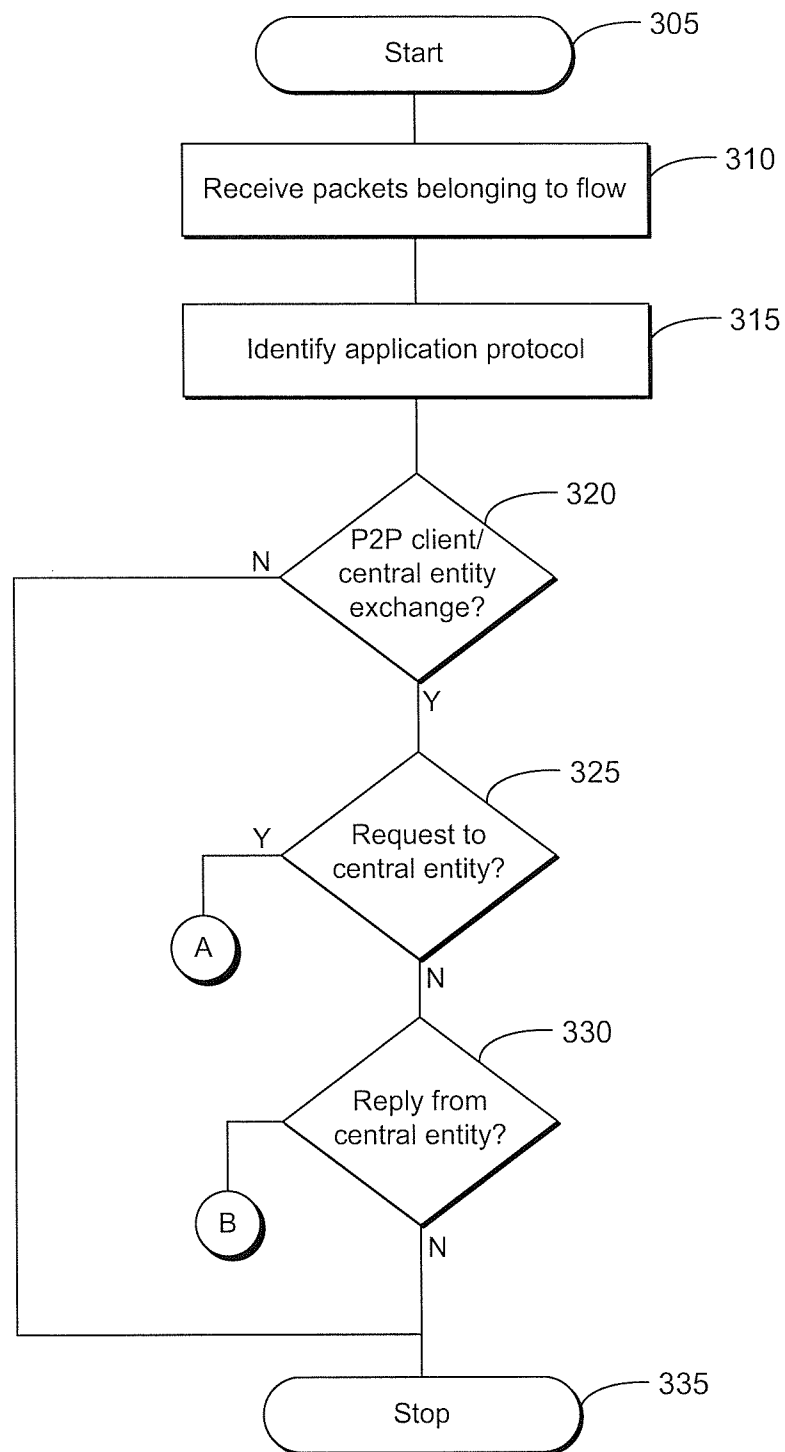 Start
305
Receive packets belonging to flow
310
Identify application protocol
315
P2P client/
central entity
exchange?
320
N
Y
Request to
central entity?
325
Y
A
N
Reply from
central entity?
330
B
N
Stop
335